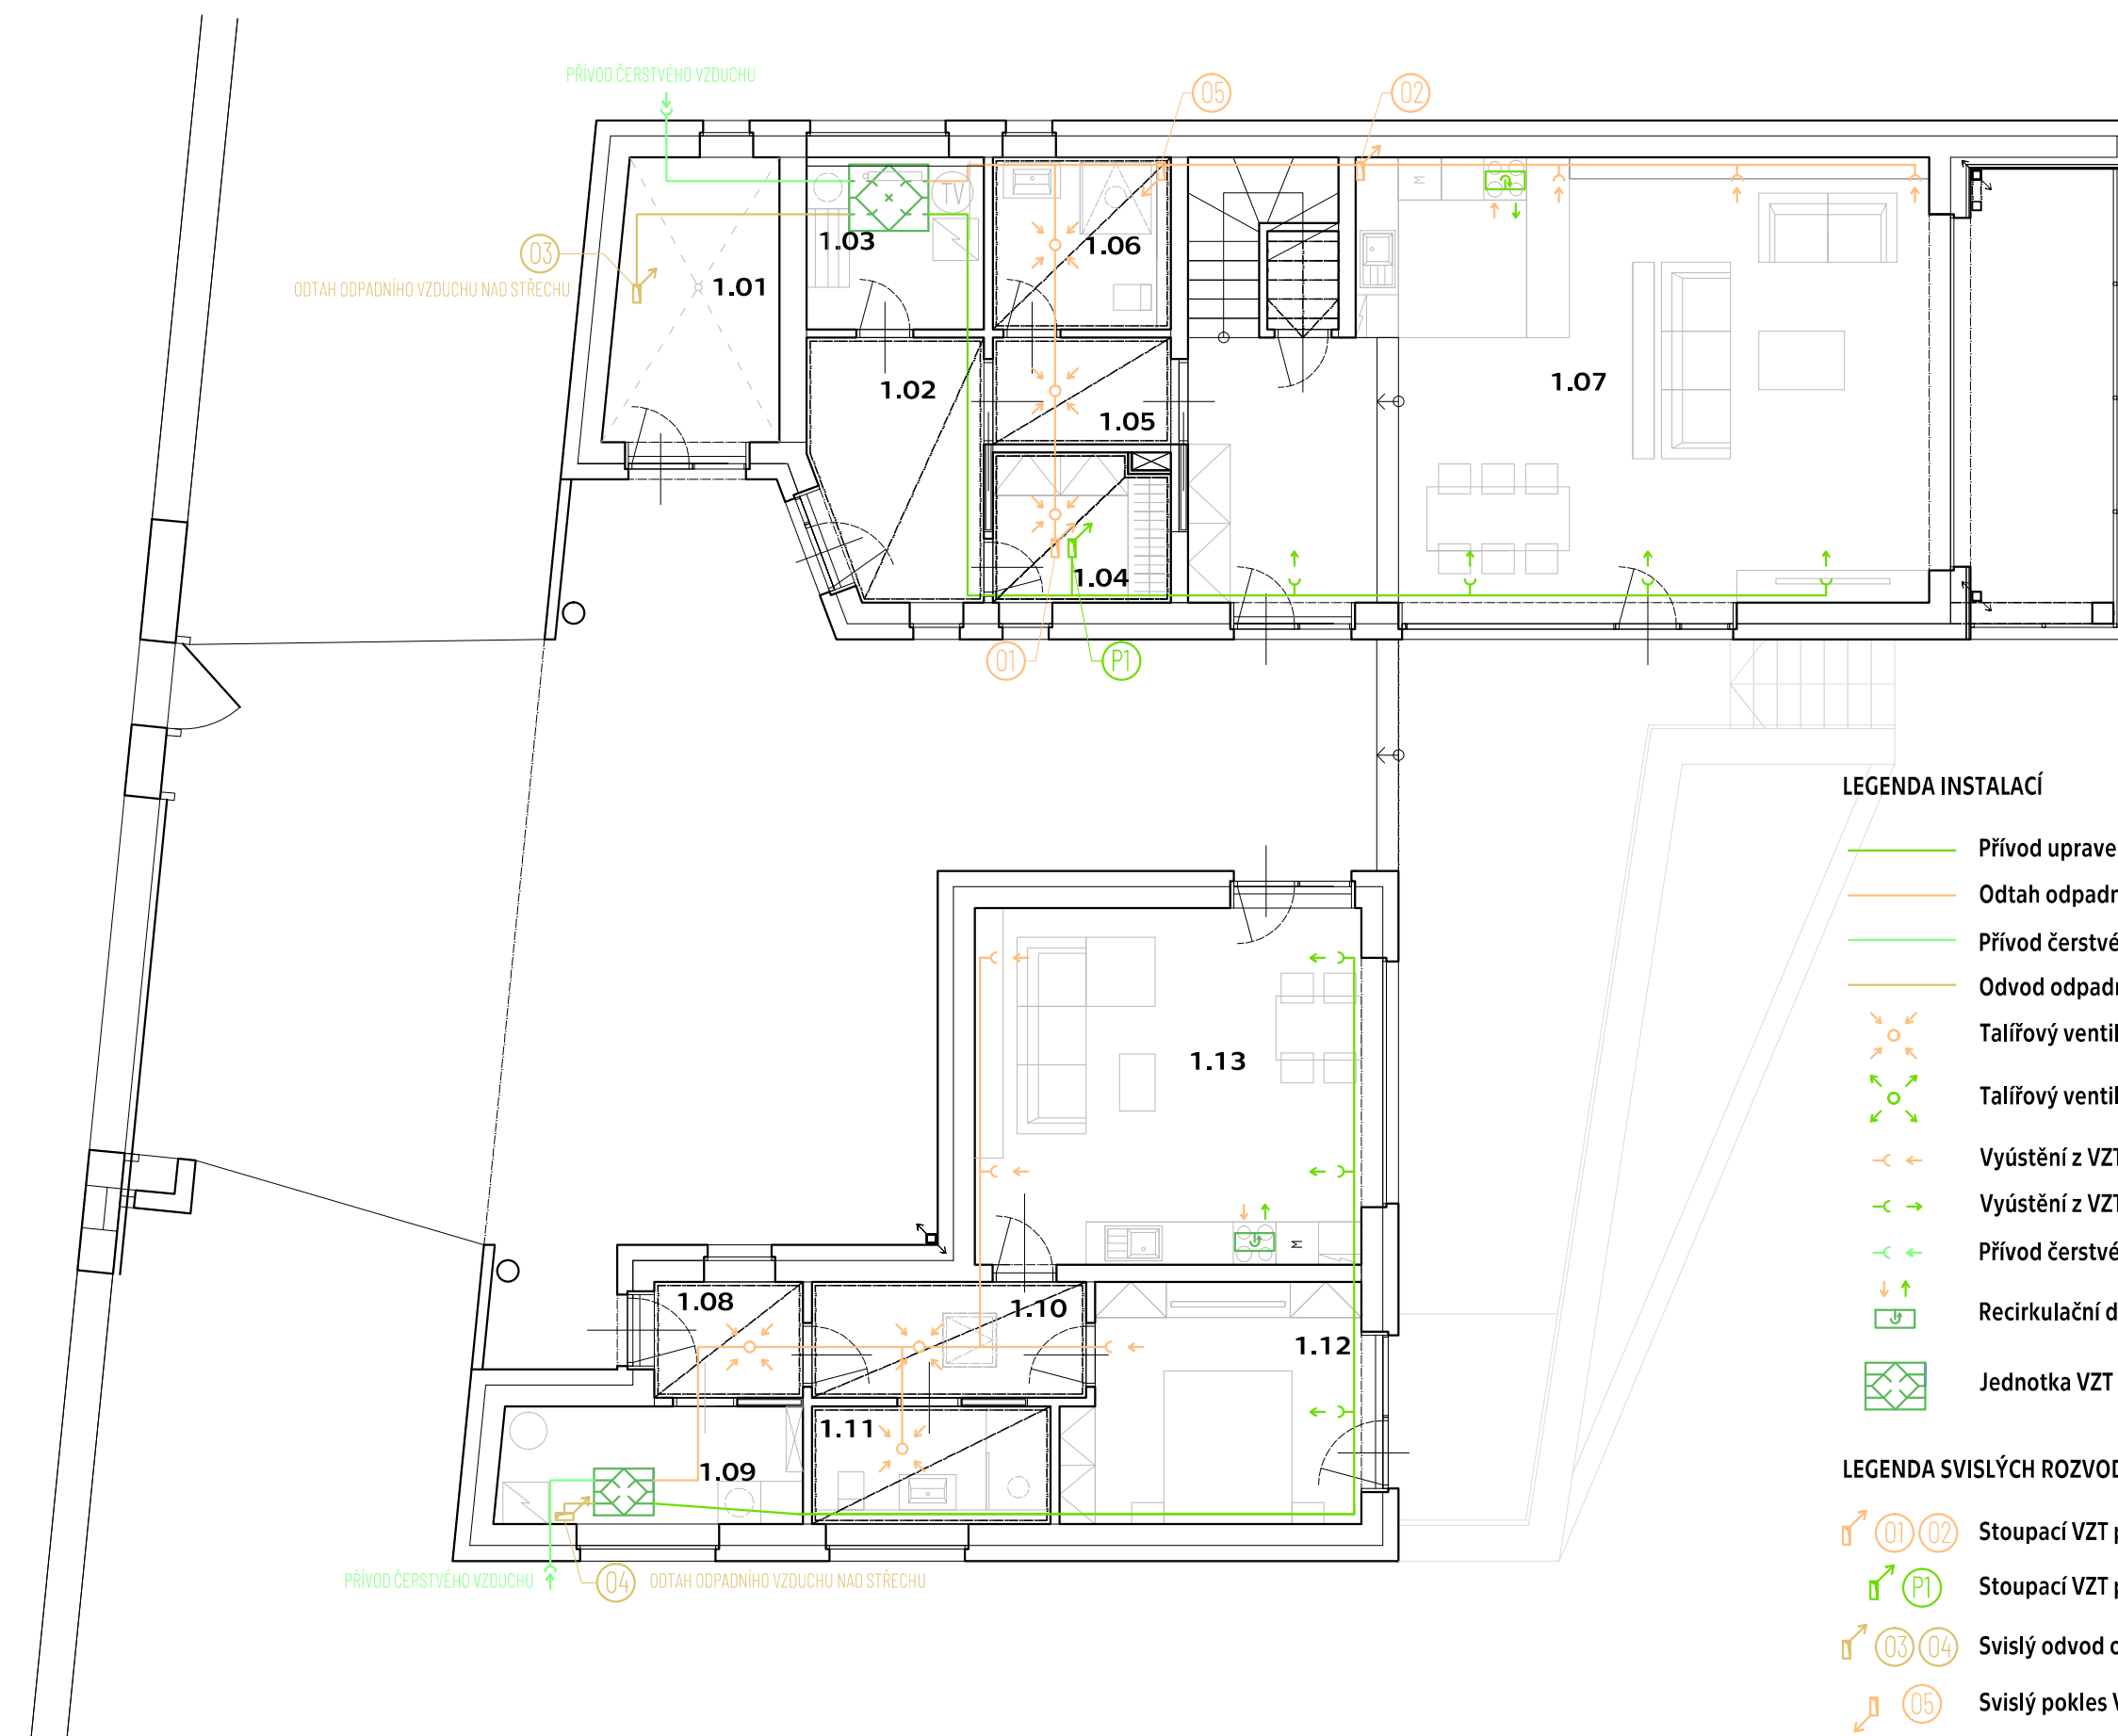 PŘÍVOD ČERSTVÉHO VZDUCHU
05
02
TV
M
1.03
1.06
03
ODTAH ODPADNÍHO VZDUCHU NAD STŘECHU
1.01
1.02
1.07
1.05
1.04
01
P1
1.13
M
1.08
1.10
1.12
1.11
1.09
PŘÍVOD ČERSTVÉHO VZDUCHU
04
ODTAH ODPADNÍHO VZDUCHU NAD STŘECHU
LEGENDA INSTALACÍ
Přívod uprave
Odtah odpadn
Přívod čerstvé
Odvod odpadn
Talířový ventil
Talířový ventil
Vyústění z VZT
Vyústění z VZT
Přívod čerstvé
Recirkulační d
Jednotka VZT
LEGENDA SVISLÝCH ROZVOD
01 02 Stoupací VZT p
P1 Stoupací VZT p
03 04 Svislý odvod o
05 Svislý pokles V